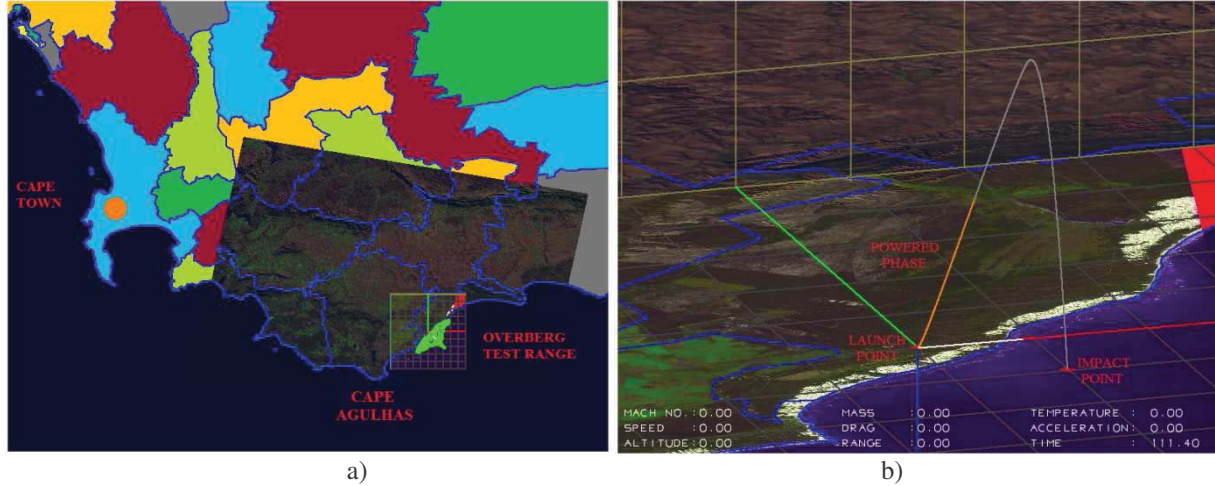 CAPE
TOWN
OVERBERG
TEST RANGE
CAPE
AGULHAS
POWERED
PHASE
LAUNCH
POINT
IMPACT
POINT
MACH NO.:0.00 MASS :0.00 TEMPERATURE : 0.00
SPEED :0.00 DRAG :0.00 ACCELERATION: 0.00
ALTITUDE:0.00 RANGE :0.00 TIME : 111.40
a) b)